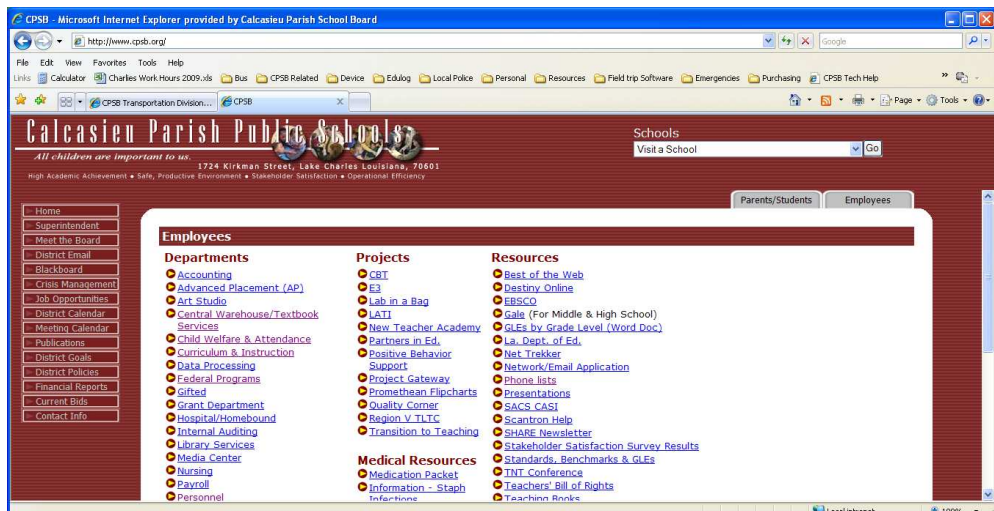 CPSB - Microsoft Internet Explorer provided by Calcasieu Parish School Board
http://www.cpsb.org/
Google
File Edit View Favorites Tools Help
Links Calculator Charlies Work Hours 2009.xls Bus CPSB Related Device Edulog Local Police Personal Resources Field trip Software Emergencies Purchasing CPSB Tech Help
CPSB Transportation Division... CPSB X Page Tools
Calcasieu Parish Public Schools
All children are important to us.
1724 Kirkman Street, Lake Charles Louisiana, 70601
High Academic Achievement • Safe, Productive Environment • Stakeholder Satisfaction • Operational Efficiency
Schools
Visit a School Go
Parents/Students Employees
Home
Superintendent
Meet the Board
District Email
Blackboard
Crisis Management
Job Opportunities
District Calendar
Meeting Calendar
Publications
District Goals
District Policies
Financial Reports
Current Bids
Contact Info
Employees
Departments
Accounting
Advanced Placement (AP)
Art Studio
Central Warehouse/Textbook
Services
Child Welfare & Attendance
Curriculum & Instruction
Data Processing
Federal Programs
Gifted
Grant Department
Hospital/Homebound
Internal Auditing
Library Services
Media Center
Nursing
Payroll
Personnel
Projects
CBT
E3
Lab in a Bag
LATI
New Teacher Academy
Partners in Ed.
Positive Behavior
Support
Project Gateway
Promethean Flipcharts
Quality Corner
Region V TLTC
Transition to Teaching
Medical Resources
Medication Packet
Information - Staph
Infections
Resources
Best of the Web
Destiny Online
EBSCO
Gale (For Middle & High School)
GLEs by Grade Level (Word Doc)
La. Dept. of Ed.
Net Trekker
Network/Email Application
Phone lists
Presentations
SACS CASI
Scantron Help
SHARE Newsletter
Stakeholder Satisfaction Survey Results
Standards, Benchmarks & GLEs
TNT Conference
Teachers' Bill of Rights
Teaching Books
Local intranet 100%